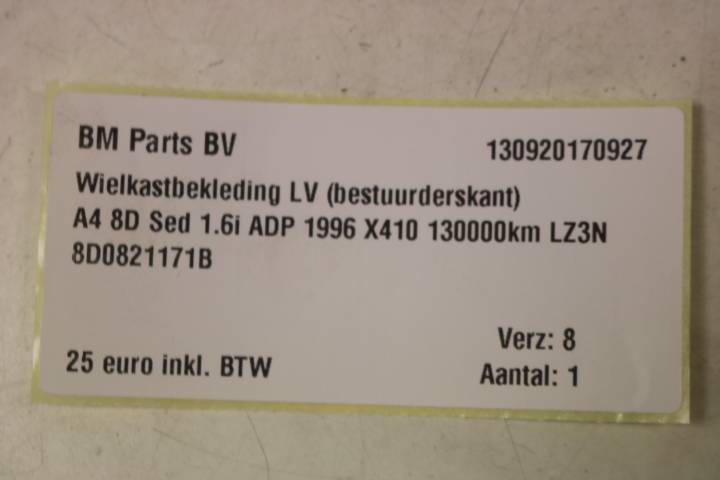 BM Parts BV 130920170927
Wielkastbekleding LV (bestuurderskant)
A4 8D Sed 1.6i ADP 1996 X410 130000km LZ3N
8D0821171B
Verz: 8
25 euro inkl. BTW Aantal: 1